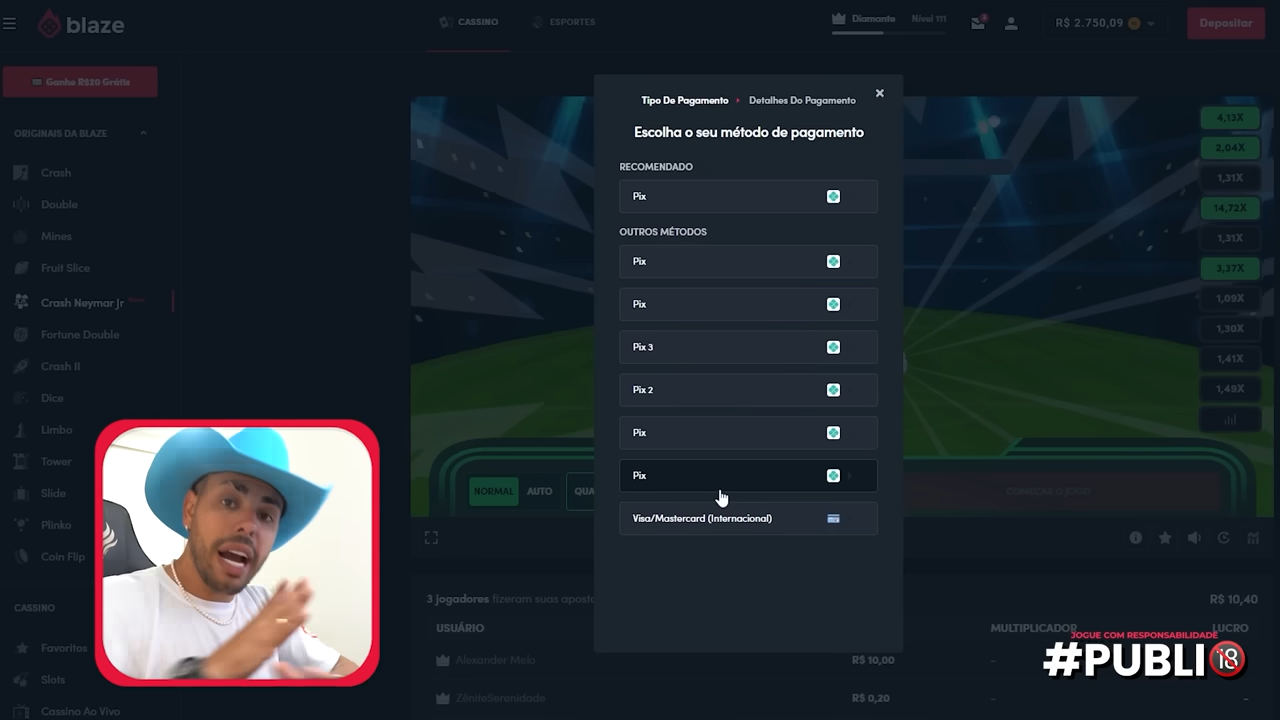 blaze
CASSINO
ESPORTES
Diamante
Nível 111
R$ 2.750,09
Depositar
Ganhe R$20 Grátis
ORIGINAIS DA BLAZE
Crash
Double
Mines
Fruit Slice
Crash Neymar Jr
Fortune Double
Crash II
Dice
Limbo
Tower
Slide
Plinko
Coin Flip
CASSINO
Favoritos
Slots
Cassino Ao Vivo
Tipo De Pagamento
Detalhes Do Pagamento
Escolha o seu método de pagamento
RECOMENDADO
Pix
OUTROS MÉTODOS
Pix
Pix
Pix 3
Pix 2
Pix
Pix
Visa/Mastercard (Internacional)
4,13X
2,04X
1,31X
14,72X
1,31X
3,37X
1,09X
1,30X
1,41X
1,49X
NORMAL
AUTO
QUA
COMEÇAR O JOGO
3 jogadores fizeram suas aposta
R$ 10,40
USUÁRIO
MULTIPLICADOR
LUCRO
Alexander Melo
R$ 10,00
ZêniteSerenidade
R$ 0,20
JOGUE COM RESPONSABILIDADE
#PUBLI 18